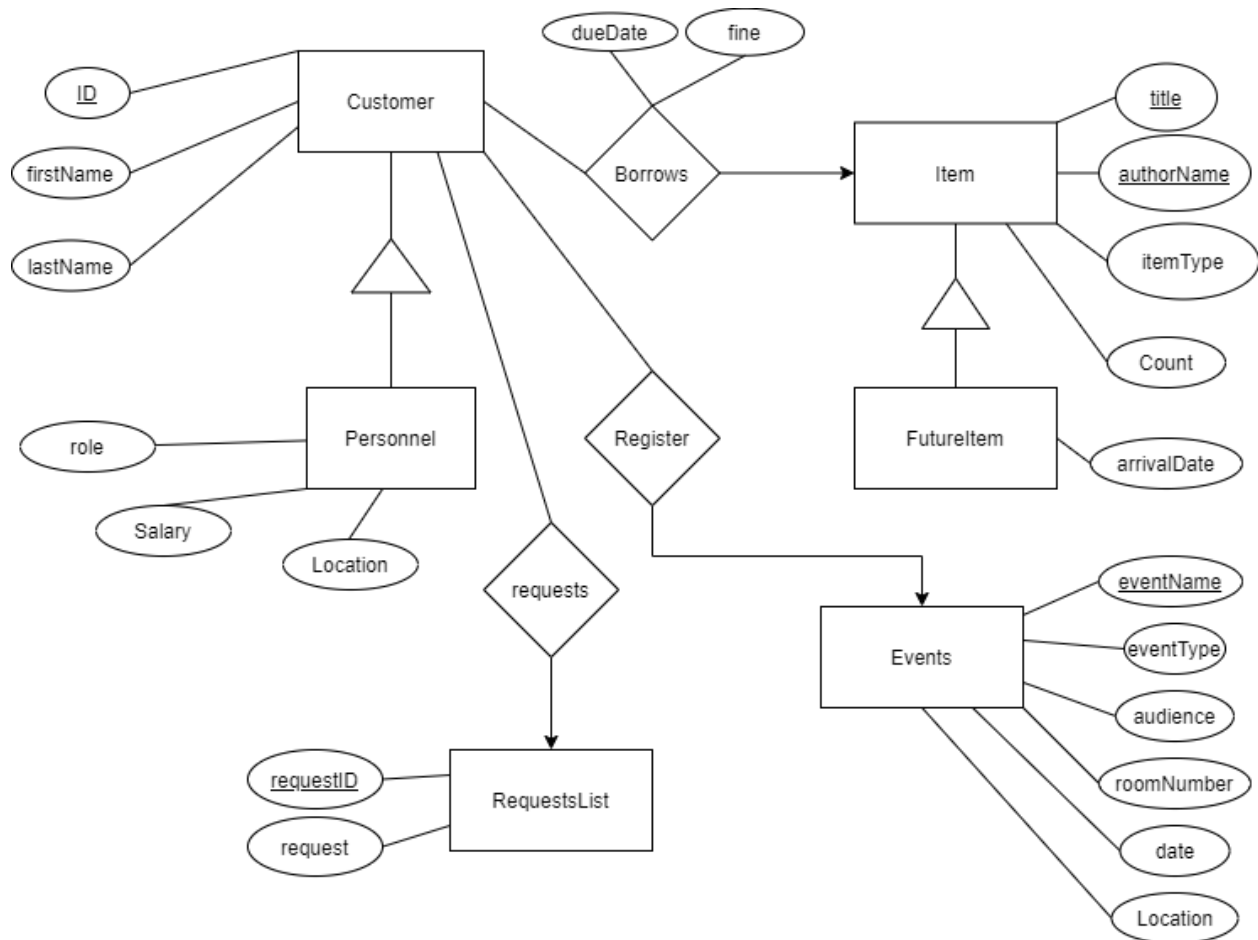 dueDate
fine
ID
Customer
title
firstName
Borrows
Item
authorName
lastName
itemType
Count
role
Personnel
Register
FutureItem
arrivalDate
Salary
Location
requests
eventName
Events
eventType
audience
requestID
RequestsList
roomNumber
request
date
Location